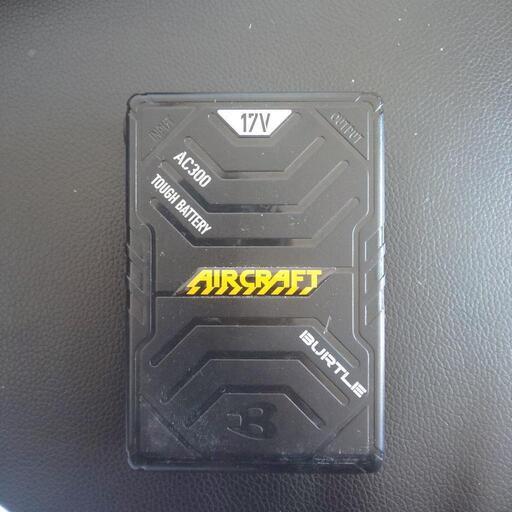 17V
INPUT
OUTPUT
AC300
TOUGH BATTERY
AIRCRAFT
BURTLE
B